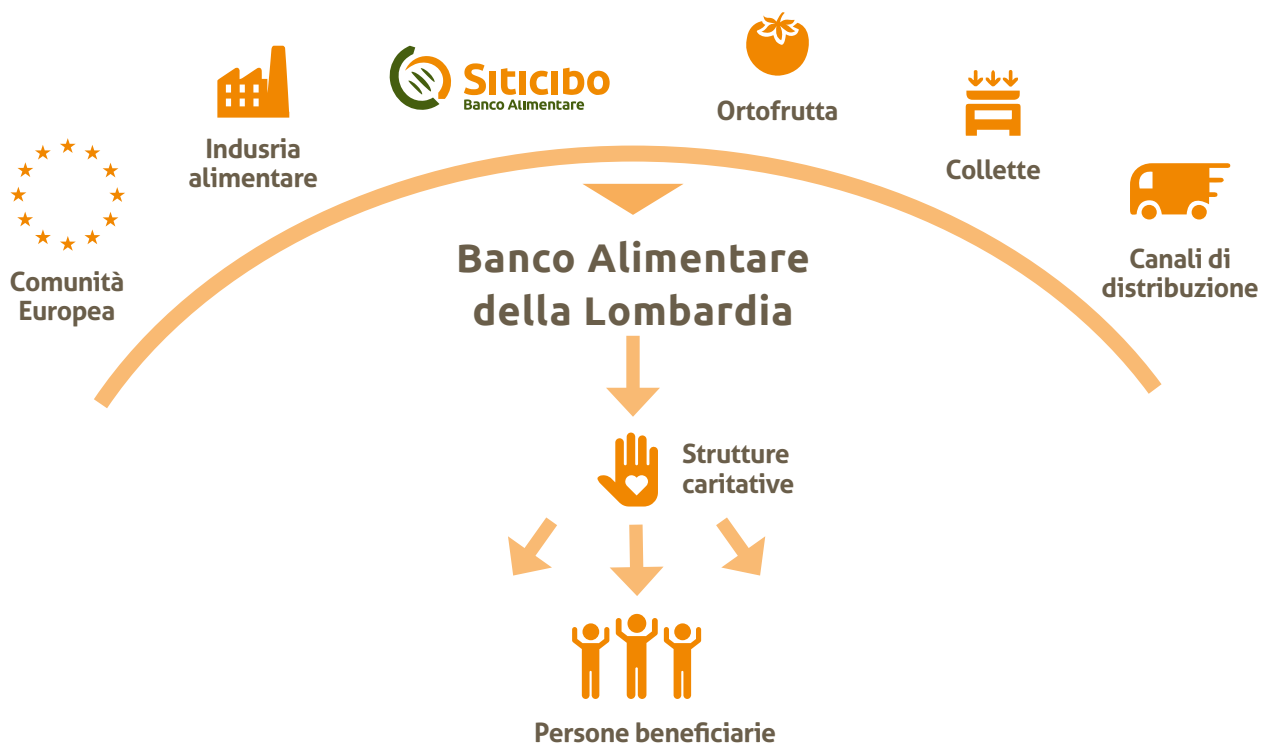 Comunità
Europea
Indusria
alimentare
Siticibo
Banco Alimentare
Ortofrutta
Collette
Canali di
distribuzione
Banco Alimentare
della Lombardia
Strutture
caritative
Persone beneficiarie